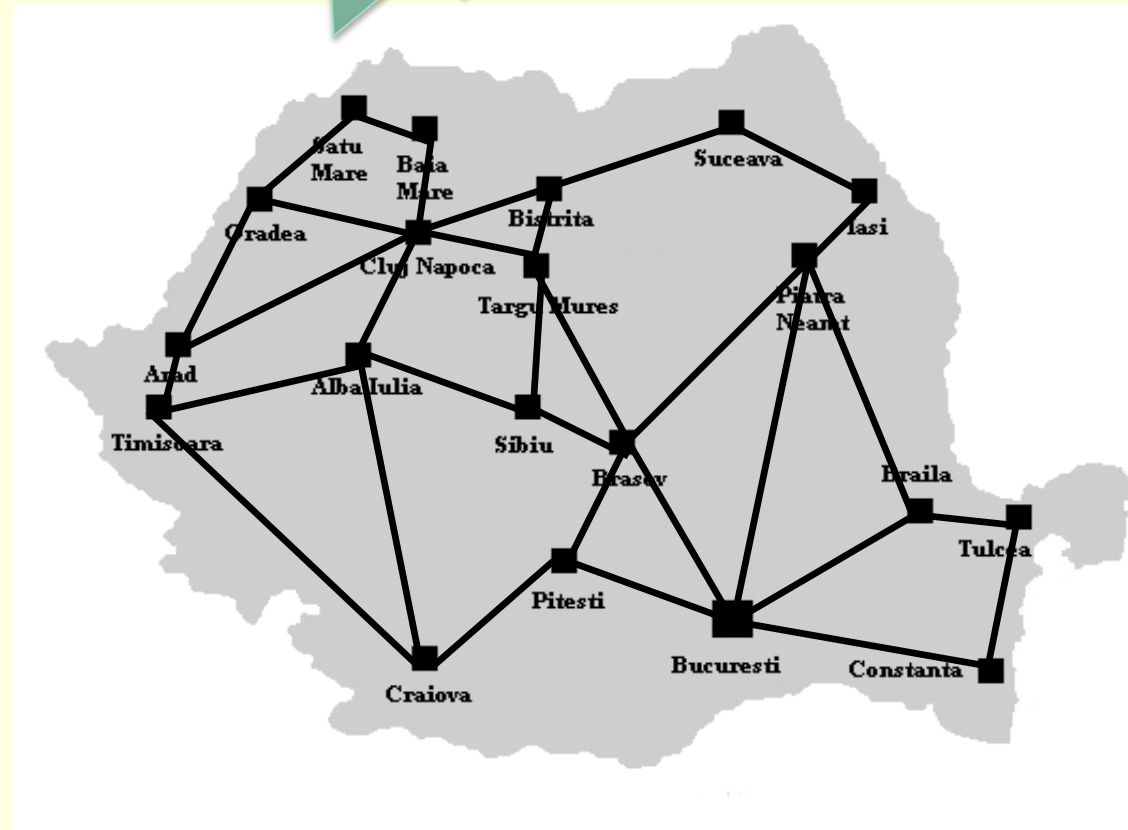 Satu
Mare
Baia
Mare
Suceava
Oradea
Bistrita
Iasi
Cluj Napoca
Targu Mures
Piatra
Neamt
Arad
Alba Iulia
Timisoara
Sibiu
Brasov
Braila
Tulcea
Pitesti
Bucuresti
Constanta
Craiova